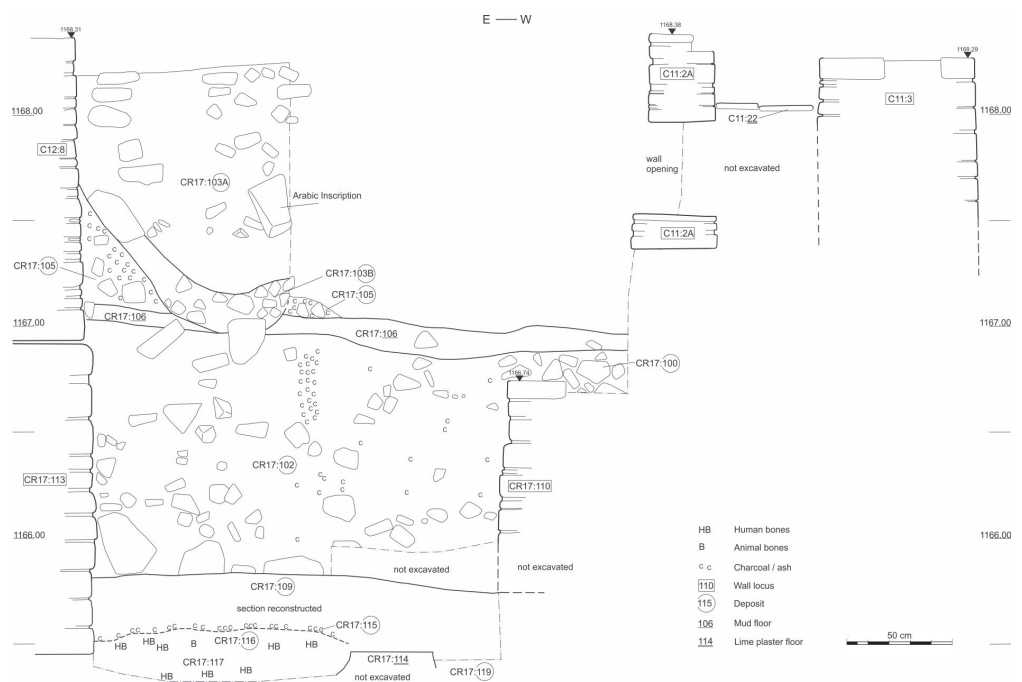 E — W
1168.31
1168.38
1168.29
C11:2A
C11:3
1168.00
1168.00
C11:22
C12:8
wall
opening
not excavated
CR17:103A
Arabic Inscription
C11:2A
CR17:105
CR17:103B
CR17:105
CR17:106
1167.00
CR17:106
1167.00
CR17:100
1166.74
CR17:102
CR17:113
CR17:110
HB Human bones
1166.00
1166.00
B Animal bones
not excavated
not excavated
c c Charcoal / ash
CR17:109
110 Wall locus
section reconstructed
115 Deposit
CR17:115
C C C C C C C C C C C C C C C C C
106 Mud floor
HB HB HB B CR17:116 HB HB
114 Lime plaster floor
50 cm
CR17:117
CR17:114
HB HB HB
not excavated
CR17:119